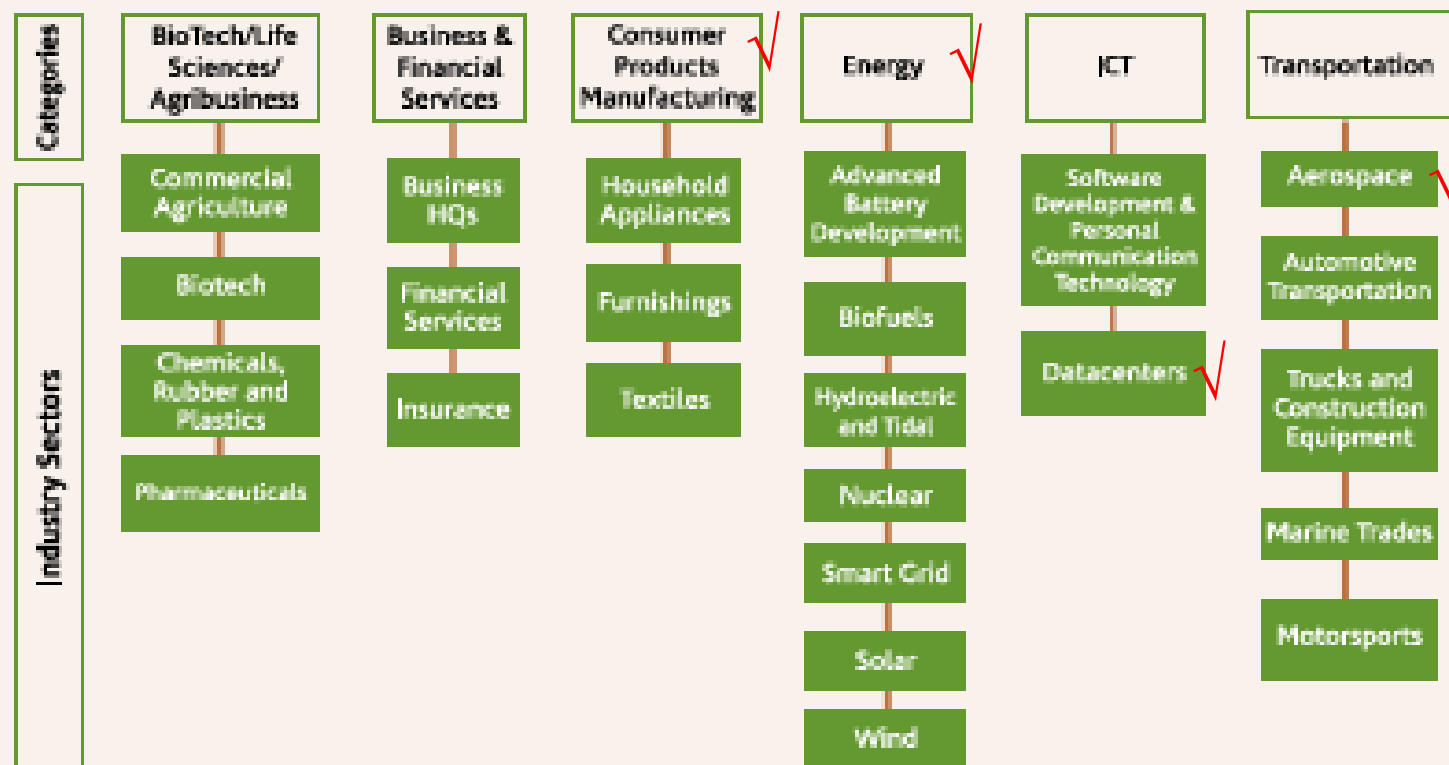 Categories
BioTech/Life
Sciences/
Agribusiness
Business &
Financial
Services
Consumer
Products
Manufacturing
Energy
ICT
Transportation
Industry Sectors
Commercial
Agriculture
Biotech
Chemicals,
Rubber and
Plastics
Pharmaceuticals
Business
HQs
Financial
Services
Insurance
Household
Appliances
Furnishings
Textiles
Advanced
Battery
Development
Biofuels
Hydroelectric
and Tidal
Nuclear
Smart Grid
Solar
Wind
Software
Development &
Personal
Communication
Technology
Datacenters
Aerospace
Automotive
Transportation
Trucks and
Construction
Equipment
Marine Trades
Motorsports